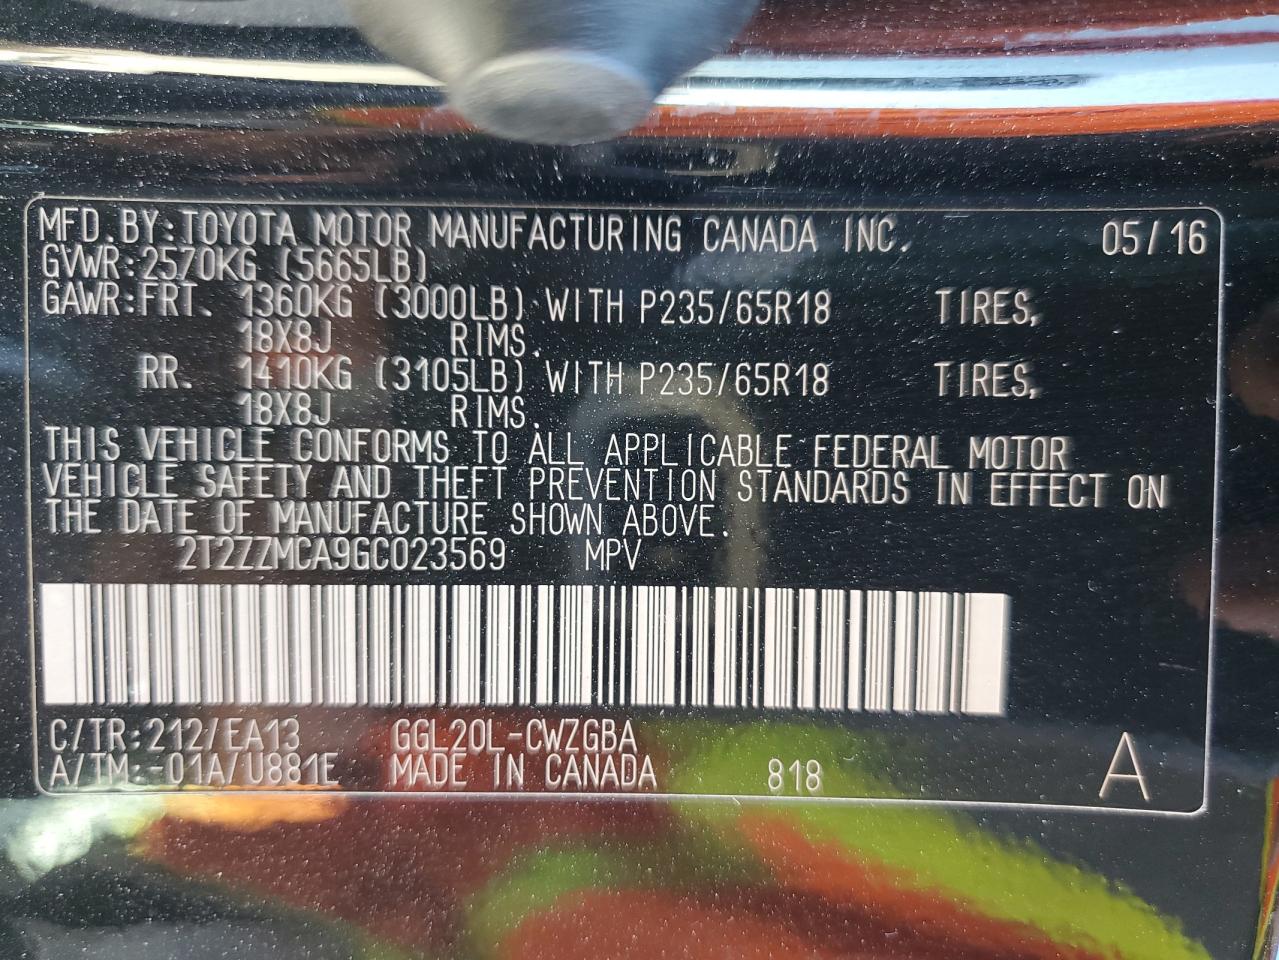 MFD. BY: TOYOTA MOTOR MANUFACTURING CANADA INC. 05/16
GVWR: 2570KG (5665LB)
GAWR: FRT. 1360KG (3000LB) WITH P235/65R18 TIRES,
18X8J RIMS.
RR. 1410KG (3105LB) WITH P235/65R18 TIRES,
18X8J RIMS.
THIS VEHICLE CONFORMS TO ALL APPLICABLE FEDERAL MOTOR
VEHICLE SAFETY AND THEFT PREVENTION STANDARDS IN EFFECT ON
THE DATE OF MANUFACTURE SHOWN ABOVE.
2T2ZZMCA9GC023569 MPV
C/TR: 212/EA13 GGL20L-CWZGBA
A/TM: -01A/U881E MADE IN CANADA 818 A